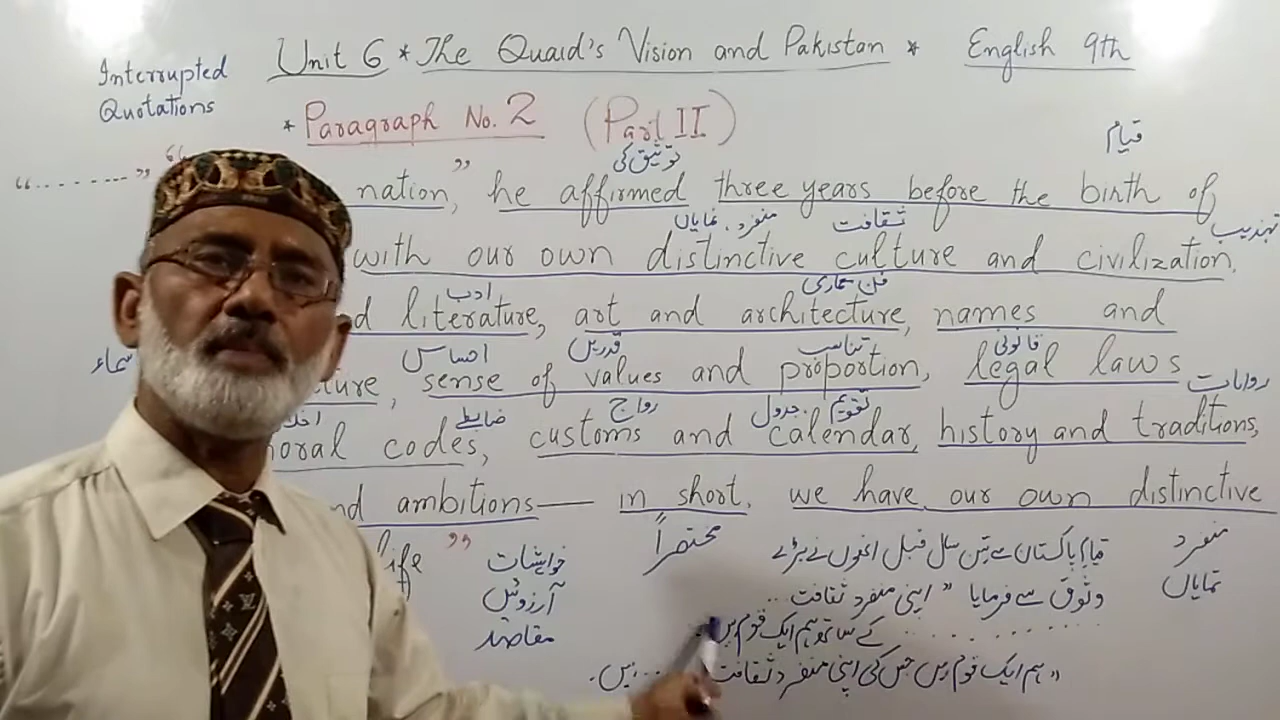 Interrupted
Quotations
Unit 6 * The Quaid's Vision and Pakistan * English 9th
* Paragraph No. 2 (Part II)
قیام
"........"
توثیق کی
nation," he affirmed three years before the birth of
منفرد، نمایاں ثقافت تہذیب
with our own distinctive culture and civilization,
ادب فن معماری
d literature, art and architecture, names and
اسماء احساس قدریں تناسب قانونی
ture, sense of values and proportion, legal laws
ضابطے رواج تقویم، جدول روایات
oral codes, customs and calendar, history and traditions,
nd ambitions— in short, we have our own distinctive
life"
خواہشات
آرزوئیں
مقاصد
مختصراً
منفرد
نمایاں
قیام پاکستان سے تین سال قبل انھوں نے بڑے
وثوق سے فرمایا " اپنی منفرد ثقافت ..
........ کے ساتھ ہم ایک قوم ہیں
" ہم ایک قوم ہیں جس کی اپنی منفرد ثقافت .... ہیں۔